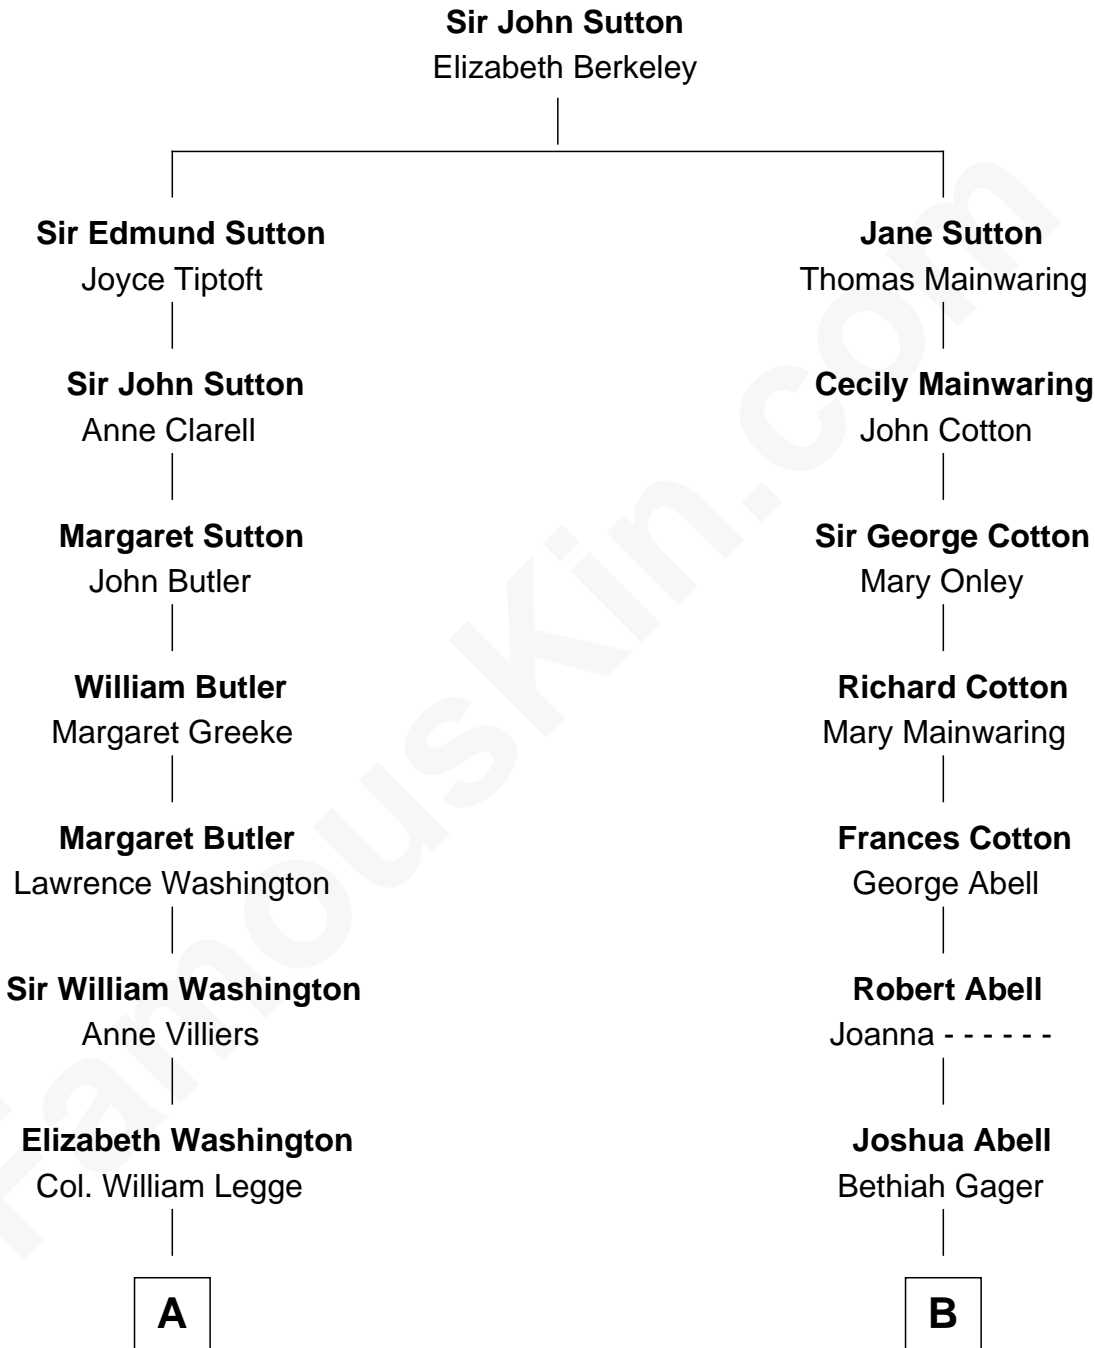 Sir John Sutton
Elizabeth Berkeley
Sir Edmund Sutton
Joyce Tiptoft
Sir John Sutton
Anne Clarell
Margaret Sutton
John Butler
William Butler
Margaret Greeke
Margaret Butler
Lawrence Washington
Sir William Washington
Anne Villiers
Elizabeth Washington
Col. William Legge
A
Jane Sutton
Thomas Mainwaring
Cecily Mainwaring
John Cotton
Sir George Cotton
Mary Onley
Richard Cotton
Mary Mainwaring
Frances Cotton
George Abell
Robert Abell
Joanna - - - - - -
Joshua Abell
Bethiah Gager
B
FamousKin.com